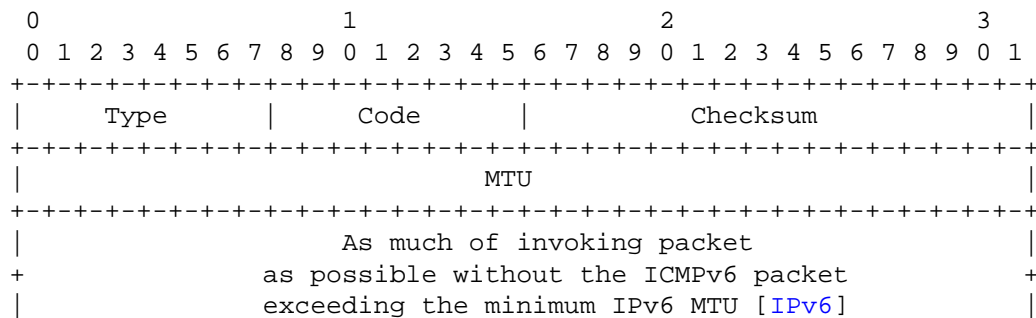 0                   1                   2                   3
 0 1 2 3 4 5 6 7 8 9 0 1 2 3 4 5 6 7 8 9 0 1 2 3 4 5 6 7 8 9 0 1
+-+-+-+-+-+-+-+-+-+-+-+-+-+-+-+-+-+-+-+-+-+-+-+-+-+-+-+-+-+-+-+-+
|     Type      |     Code      |          Checksum             |
+-+-+-+-+-+-+-+-+-+-+-+-+-+-+-+-+-+-+-+-+-+-+-+-+-+-+-+-+-+-+-+-+
|                             MTU                               |
+-+-+-+-+-+-+-+-+-+-+-+-+-+-+-+-+-+-+-+-+-+-+-+-+-+-+-+-+-+-+-+-+
|                    As much of invoking packet                 |
+               as possible without the ICMPv6 packet           +
|               exceeding the minimum IPv6 MTU [IPv6]           |